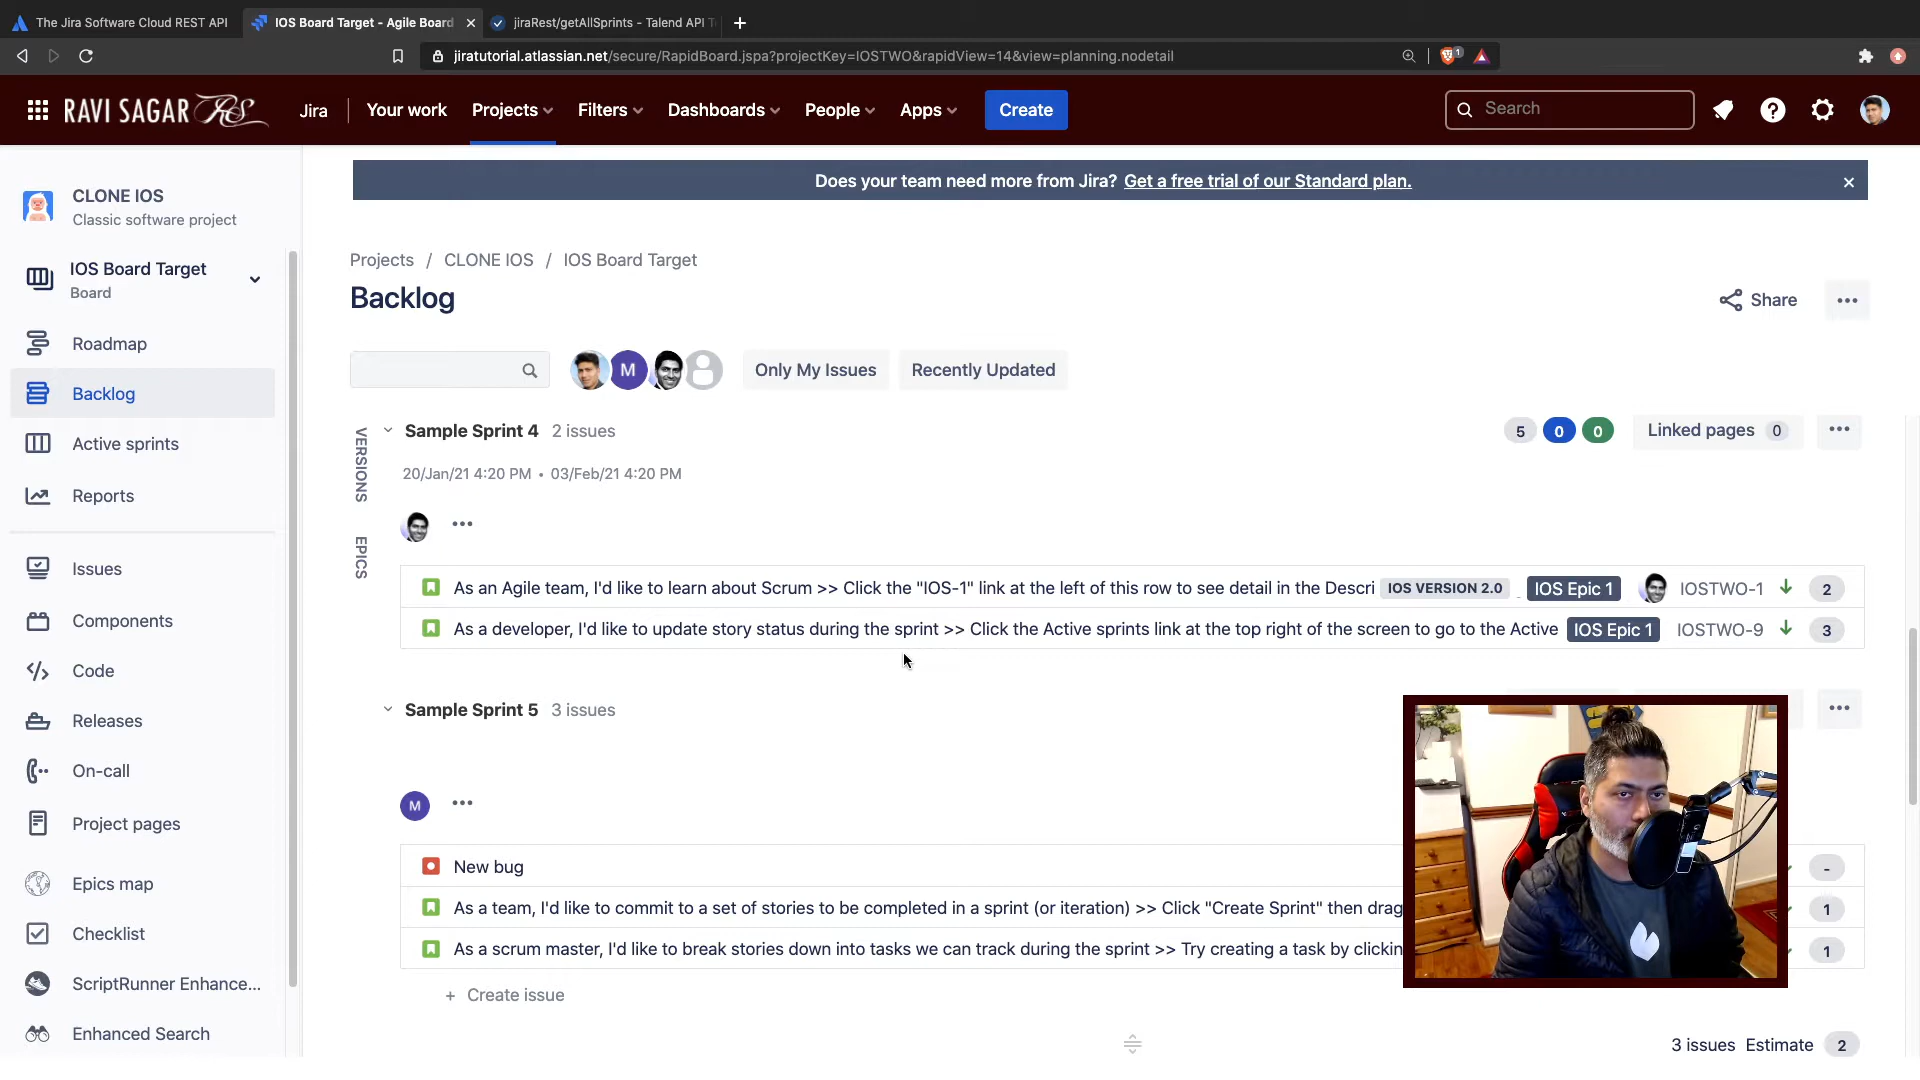 The Jira Software Cloud REST API
IOS Board Target - Agile Board
jiraRest/getAllSprints - Talend API T
jiratutorial.atlassian.net/secure/RapidBoard.jspa?projectKey=IOSTWO&rapidView=14&view=planning.nodetail
1
RAVI SAGAR RS
Jira
Your work
Projects
Filters
Dashboards
People
Apps
Create
Search
CLONE IOS
Classic software project
IOS Board Target
Board
Roadmap
Backlog
Active sprints
Reports
Issues
Components
Code
Releases
On-call
Project pages
Epics map
Checklist
ScriptRunner Enhance...
Enhanced Search
Does your team need more from Jira? Get a free trial of our Standard plan.
Projects / CLONE IOS / IOS Board Target
Backlog
Share
M
Only My Issues
Recently Updated
VERSIONS
EPICS
Sample Sprint 4 2 issues
5 0 0
Linked pages 0
20/Jan/21 4:20 PM • 03/Feb/21 4:20 PM
As an Agile team, I'd like to learn about Scrum >> Click the "IOS-1" link at the left of this row to see detail in the Descri IOS VERSION 2.0 IOS Epic 1 IOSTWO-1 2
As a developer, I'd like to update story status during the sprint >> Click the Active sprints link at the top right of the screen to go to the Active IOS Epic 1 IOSTWO-9 3
Sample Sprint 5 3 issues
M
New bug -
As a team, I'd like to commit to a set of stories to be completed in a sprint (or iteration) >> Click "Create Sprint" then drag 1
As a scrum master, I'd like to break stories down into tasks we can track during the sprint >> Try creating a task by clickin 1
+ Create issue
3 issues Estimate 2